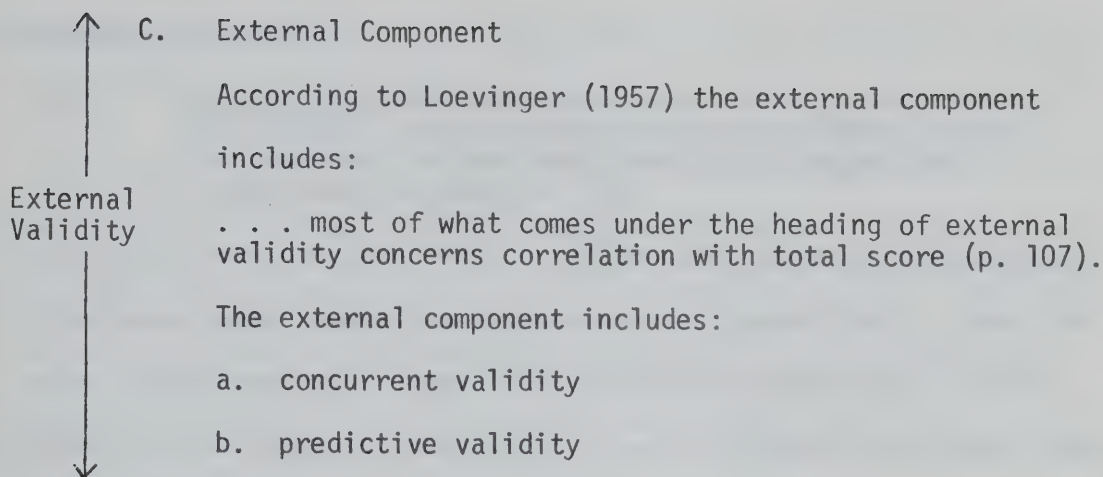 C. External Component
According to Loevinger (1957) the external component
includes:
External
Validity
. . . most of what comes under the heading of external
validity concerns correlation with total score (p. 107).
The external component includes:
a. concurrent validity
b. predictive validity